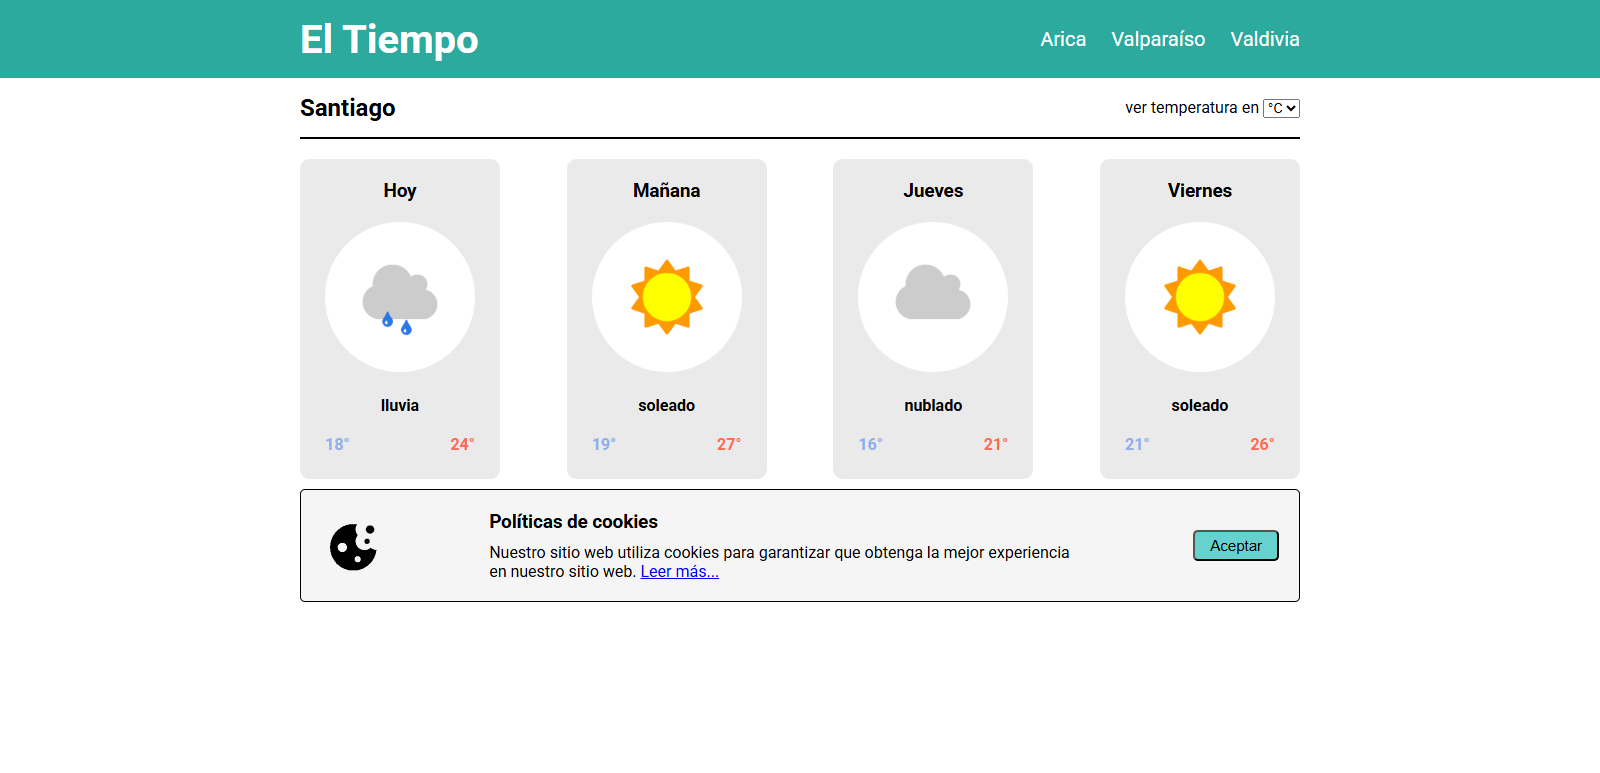 El Tiempo
Arica Valparaíso Valdivia
Santiago
ver temperatura en °C
Hoy
lluvia
18° 24°
Mañana
soleado
19° 27°
Jueves
nublado
16° 21°
Viernes
soleado
21° 26°
Políticas de cookies
Nuestro sitio web utiliza cookies para garantizar que obtenga la mejor experiencia
en nuestro sitio web. Leer más...
Aceptar